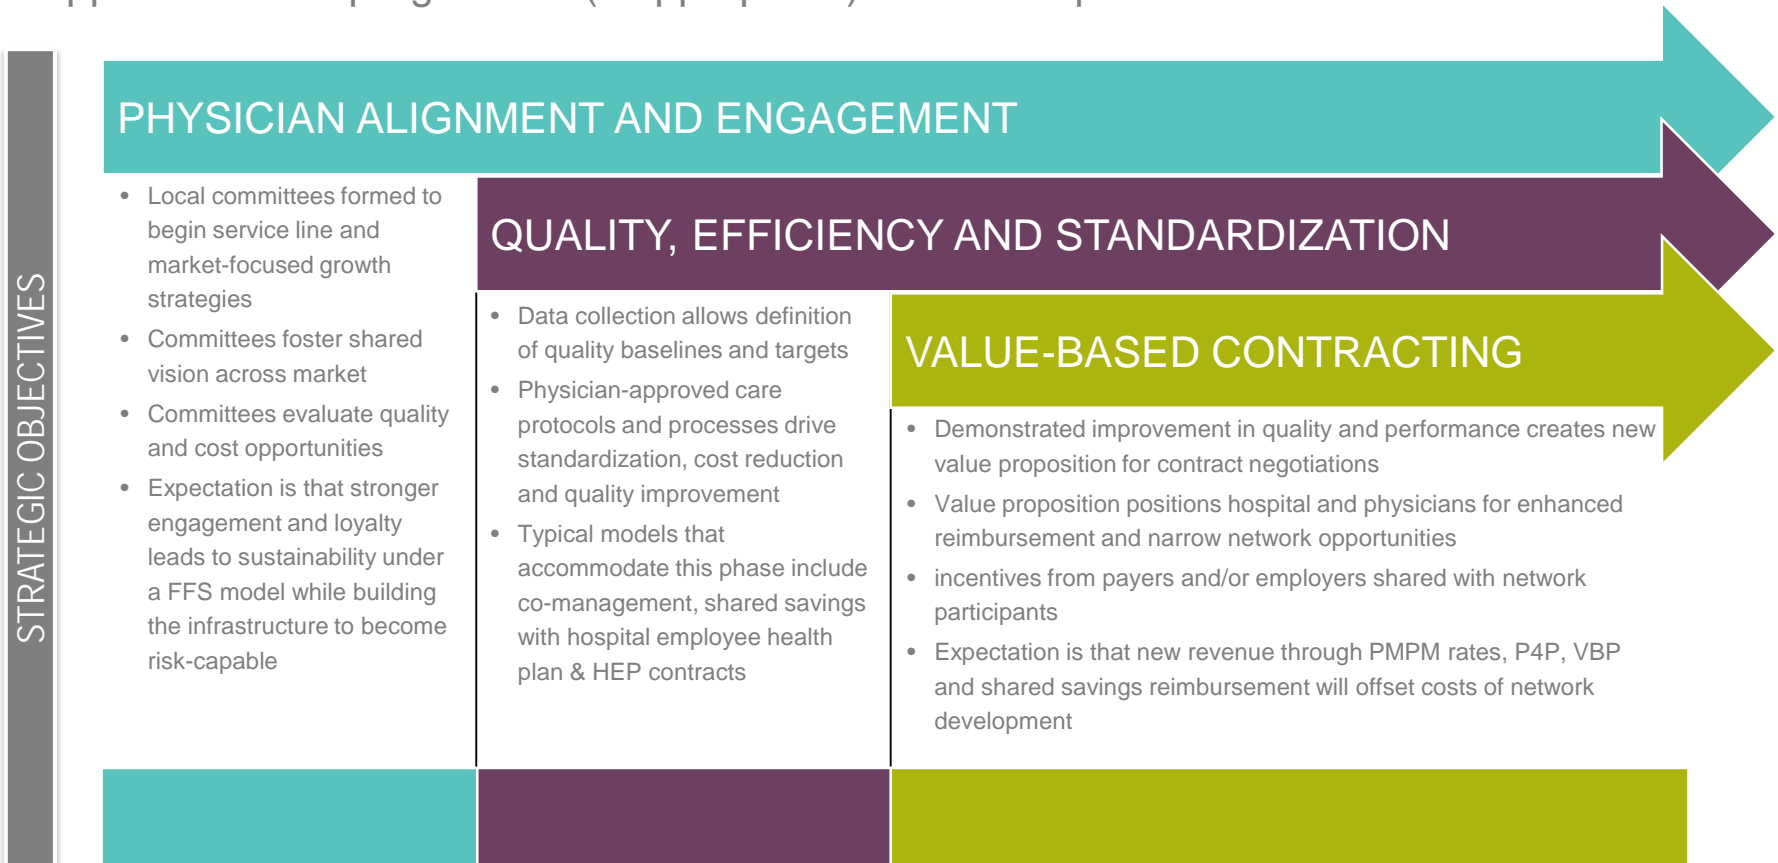 PHYSICIAN ALIGNMENT AND ENGAGEMENT
STRATEGIC OBJECTIVES
• Local committees formed to
begin service line and
market-focused growth
strategies
• Committees foster shared
vision across market
• Committees evaluate quality
and cost opportunities
• Expectation is that stronger
engagement and loyalty
leads to sustainability under
a FFS model while building
the infrastructure to become
risk-capable
QUALITY, EFFICIENCY AND STANDARDIZATION
• Data collection allows definition
of quality baselines and targets
• Physician-approved care
protocols and processes drive
standardization, cost reduction
and quality improvement
• Typical models that
accommodate this phase include
co-management, shared savings
with hospital employee health
plan & HEP contracts
VALUE-BASED CONTRACTING
• Demonstrated improvement in quality and performance creates new
value proposition for contract negotiations
• Value proposition positions hospital and physicians for enhanced
reimbursement and narrow network opportunities
• incentives from payers and/or employers shared with network
participants
• Expectation is that new revenue through PMPM rates, P4P, VBP
and shared savings reimbursement will offset costs of network
development